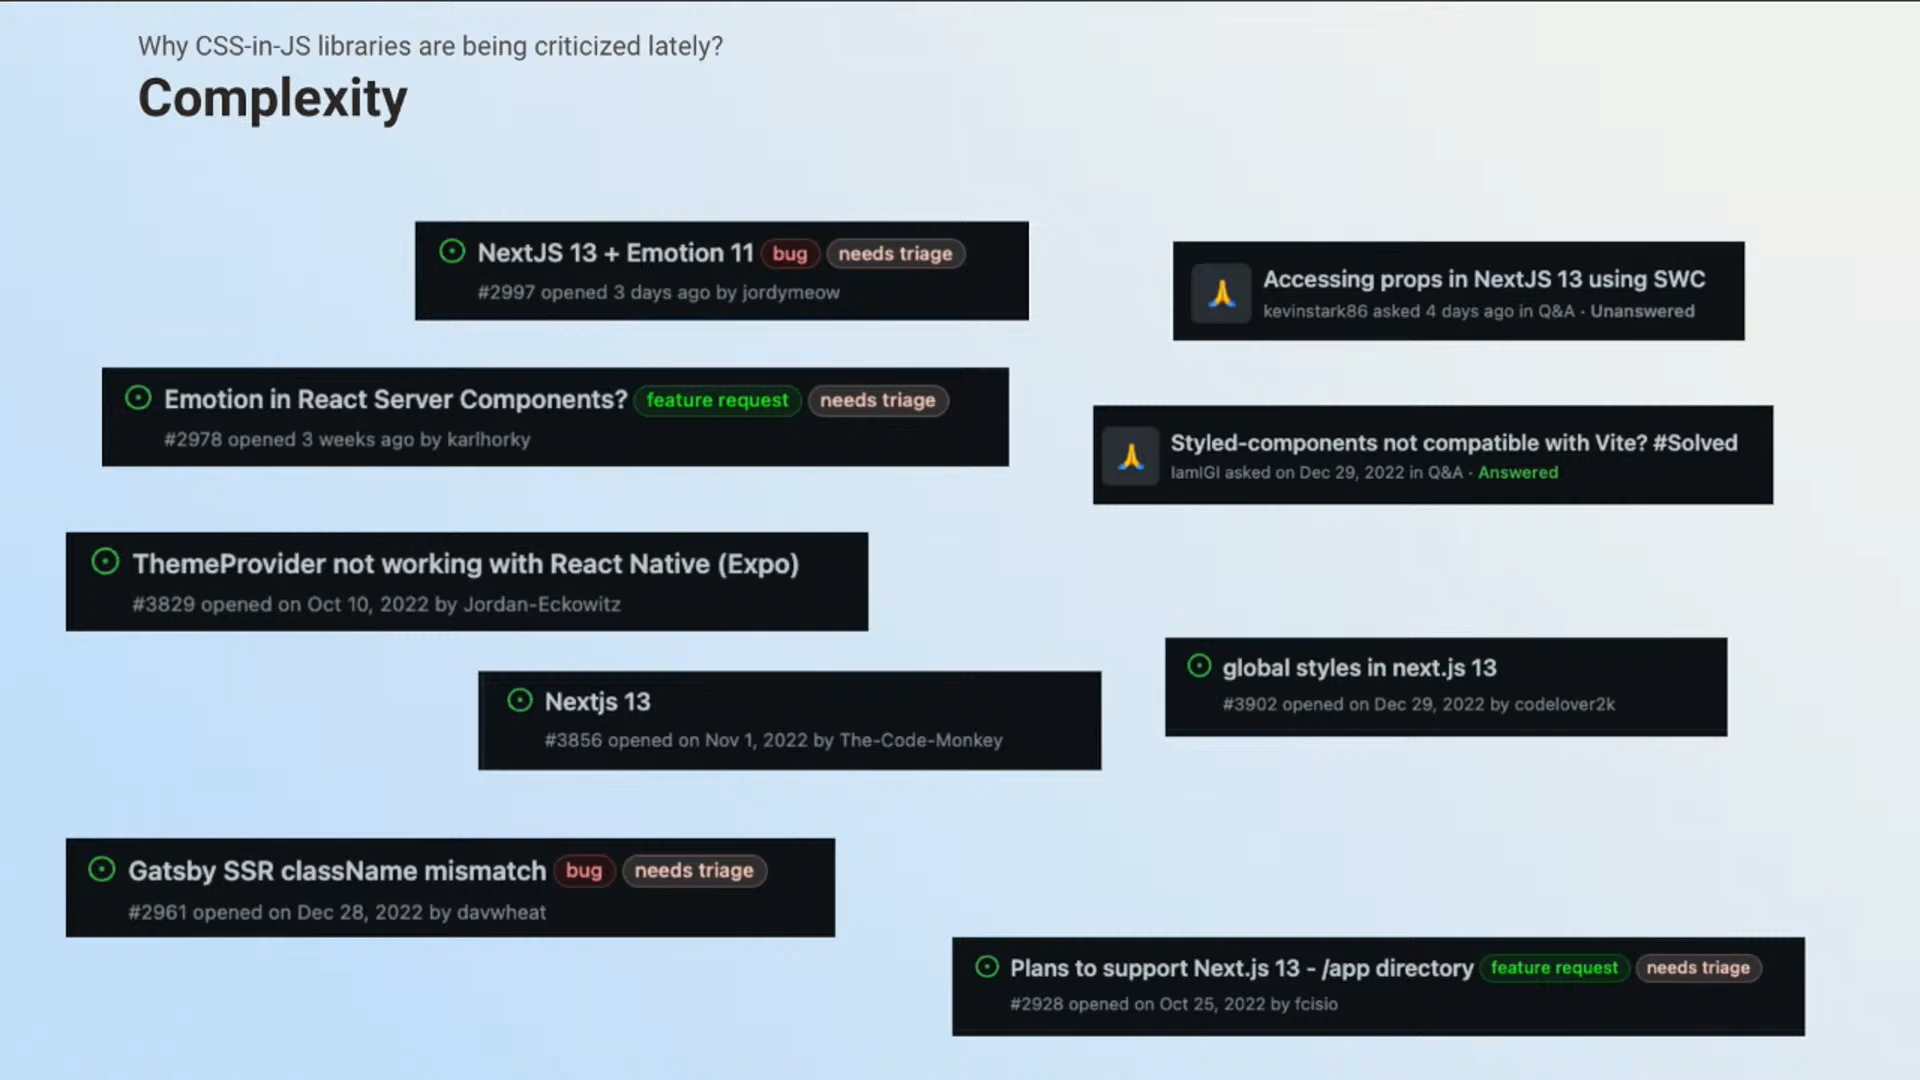 Why CSS-in-JS libraries are being criticized lately?
Complexity
NextJS 13 + Emotion 11 bug needs triage
#2997 opened 3 days ago by jordymeow
Accessing props in NextJS 13 using SWC
kevinstark86 asked 4 days ago in Q&A · Unanswered
Emotion in React Server Components? feature request needs triage
#2978 opened 3 weeks ago by karlhorky
Styled-components not compatible with Vite? #Solved
IamIGI asked on Dec 29, 2022 in Q&A · Answered
ThemeProvider not working with React Native (Expo)
#3829 opened on Oct 10, 2022 by Jordan-Eckowitz
Nextjs 13
#3856 opened on Nov 1, 2022 by The-Code-Monkey
global styles in next.js 13
#3902 opened on Dec 29, 2022 by codelover2k
Gatsby SSR className mismatch bug needs triage
#2961 opened on Dec 28, 2022 by davwheat
Plans to support Next.js 13 - /app directory feature request needs triage
#2928 opened on Oct 25, 2022 by fcisio